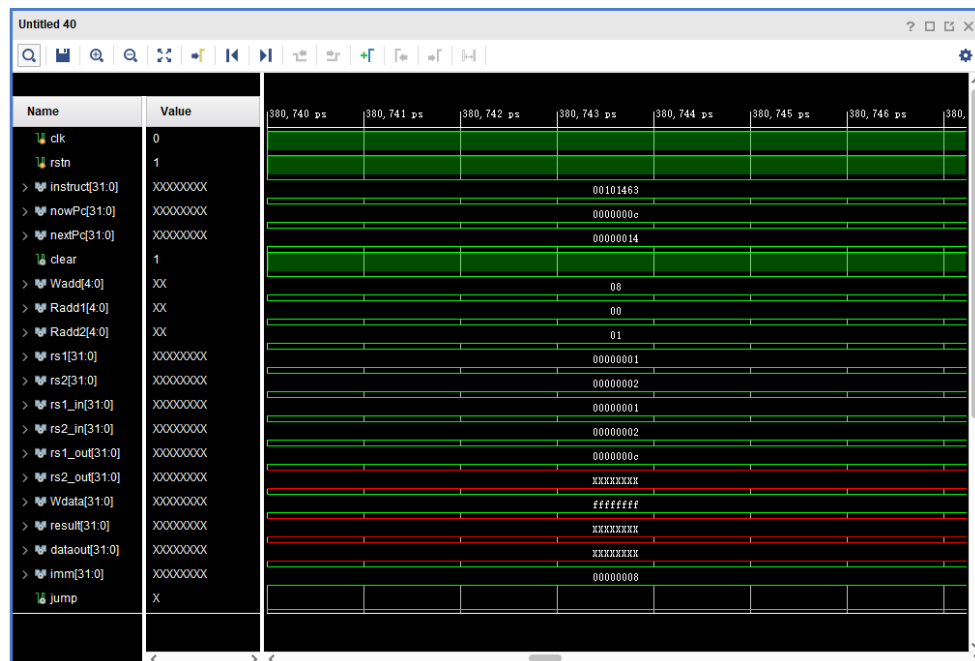 Untitled 40
Name Value 380,740 ps 380,741 ps 380,742 ps 380,743 ps 380,744 ps 380,745 ps 380,746 ps 380,
clk 0
rstn 1
instruct[31:0] XXXXXXXX 00101463
nowPc[31:0] XXXXXXXX 0000000c
nextPc[31:0] XXXXXXXX 00000014
clear 1
Wadd[4:0] XX 08
Radd1[4:0] XX 00
Radd2[4:0] XX 01
rs1[31:0] XXXXXXXX 00000001
rs2[31:0] XXXXXXXX 00000002
rs1_in[31:0] XXXXXXXX 00000001
rs2_in[31:0] XXXXXXXX 00000002
rs1_out[31:0] XXXXXXXX 0000000c
rs2_out[31:0] XXXXXXXX XXXXXXXX
Wdata[31:0] XXXXXXXX ffffffff
result[31:0] XXXXXXXX XXXXXXXX
dataout[31:0] XXXXXXXX XXXXXXXX
imm[31:0] XXXXXXXX 00000008
jump X